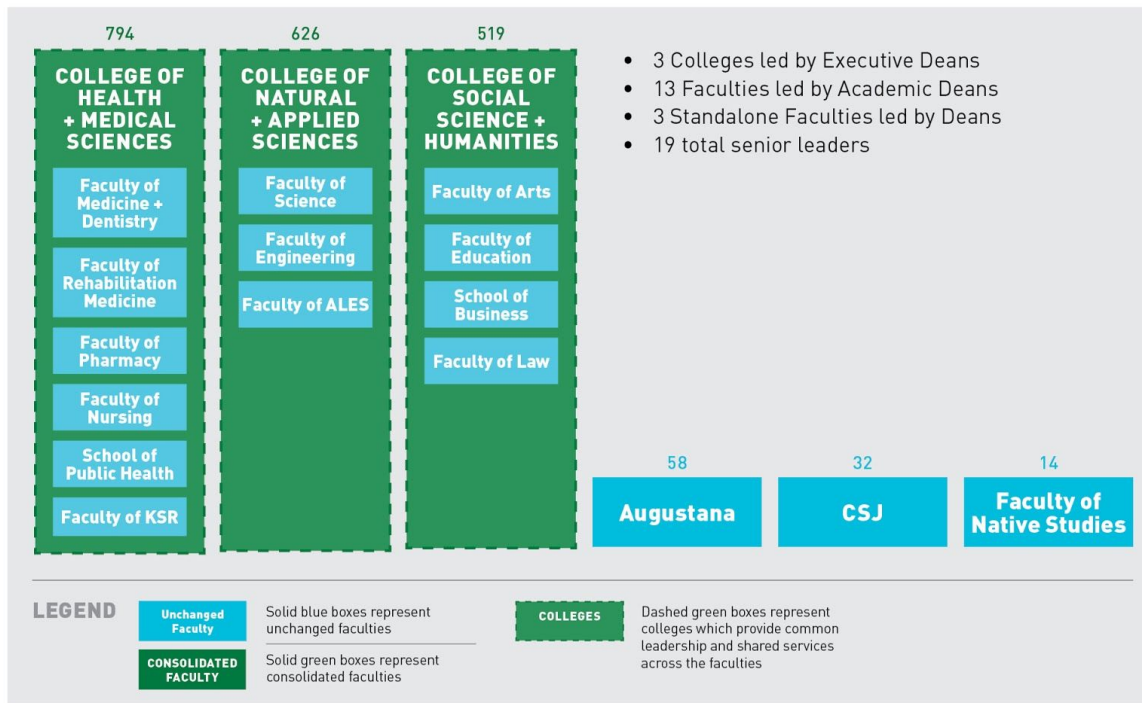 794
COLLEGE OF
HEALTH
+ MEDICAL
SCIENCES
Faculty of
Medicine +
Dentistry
Faculty of
Rehabilitation
Medicine
Faculty of
Pharmacy
Faculty of
Nursing
School of
Public Health
Faculty of KSR
626
COLLEGE OF
NATURAL
+ APPLIED
SCIENCES
Faculty of
Science
Faculty of
Engineering
Faculty of ALES
519
COLLEGE OF
SOCIAL
SCIENCE +
HUMANITIES
Faculty of Arts
Faculty of
Education
School of
Business
Faculty of Law
• 3 Colleges led by Executive Deans
• 13 Faculties led by Academic Deans
• 3 Standalone Faculties led by Deans
• 19 total senior leaders
58
Augustana
32
CSJ
14
Faculty of
Native Studies
LEGEND
Unchanged
Faculty
Solid blue boxes represent
unchanged faculties
CONSOLIDATED
FACULTY
Solid green boxes represent
consolidated faculties
COLLEGES
Dashed green boxes represent
colleges which provide common
leadership and shared services
across the faculties